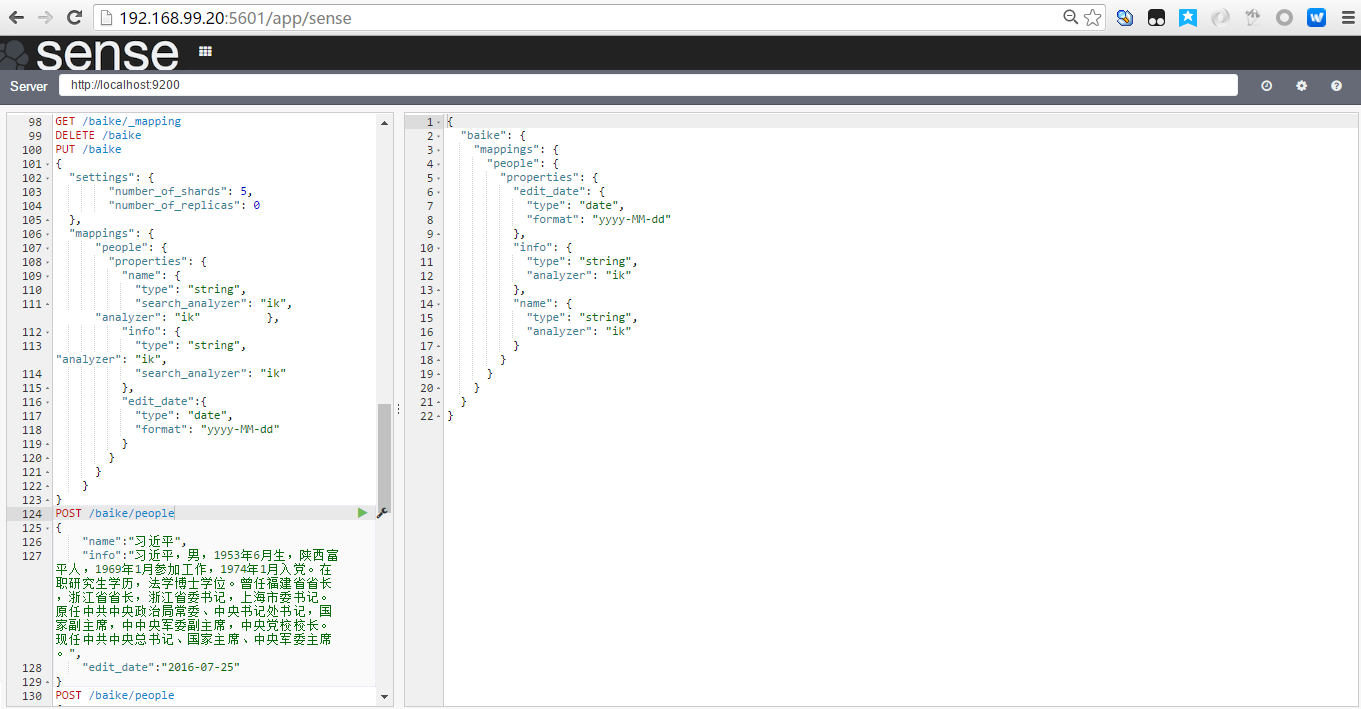 192.168.99.20:5601/app/sense
sense
Server http://localhost:9200
98 GET /baike/_mapping
99 DELETE /baike
100 PUT /baike
101 {
102 "settings": {
103 "number_of_shards": 5,
104 "number_of_replicas": 0
105 },
106 "mappings": {
107 "people": {
108 "properties": {
109 "name": {
110 "type": "string",
111 "search_analyzer": "ik",
"analyzer": "ik" },
112 "info": {
113 "type": "string",
"analyzer": "ik",
114 "search_analyzer": "ik"
115 },
116 "edit_date":{
117 "type": "date",
118 "format": "yyyy-MM-dd"
119 }
120 }
121 }
122 }
123 }
124 POST /baike/people
125 {
126 "name":"习近平",
127 "info":"习近平，男，1953年6月生，陕西富
平人，1969年1月参加工作，1974年1月入党。在
职研究生学历，法学博士学位。曾任福建省省长
，浙江省省长，浙江省委书记，上海市委书记。
原任中共中央政治局常委、中央书记处书记，国
家副主席，中中央军委副主席，中央党校校长。
现任中共中央总书记、国家主席、中央军委主席
。",
128 "edit_date":"2016-07-25"
129 }
130 POST /baike/people
1 {
2 "baike": {
3 "mappings": {
4 "people": {
5 "properties": {
6 "edit_date": {
7 "type": "date",
8 "format": "yyyy-MM-dd"
9 },
10 "info": {
11 "type": "string",
12 "analyzer": "ik"
13 },
14 "name": {
15 "type": "string",
16 "analyzer": "ik"
17 }
18 }
19 }
20 }
21 }
22 }